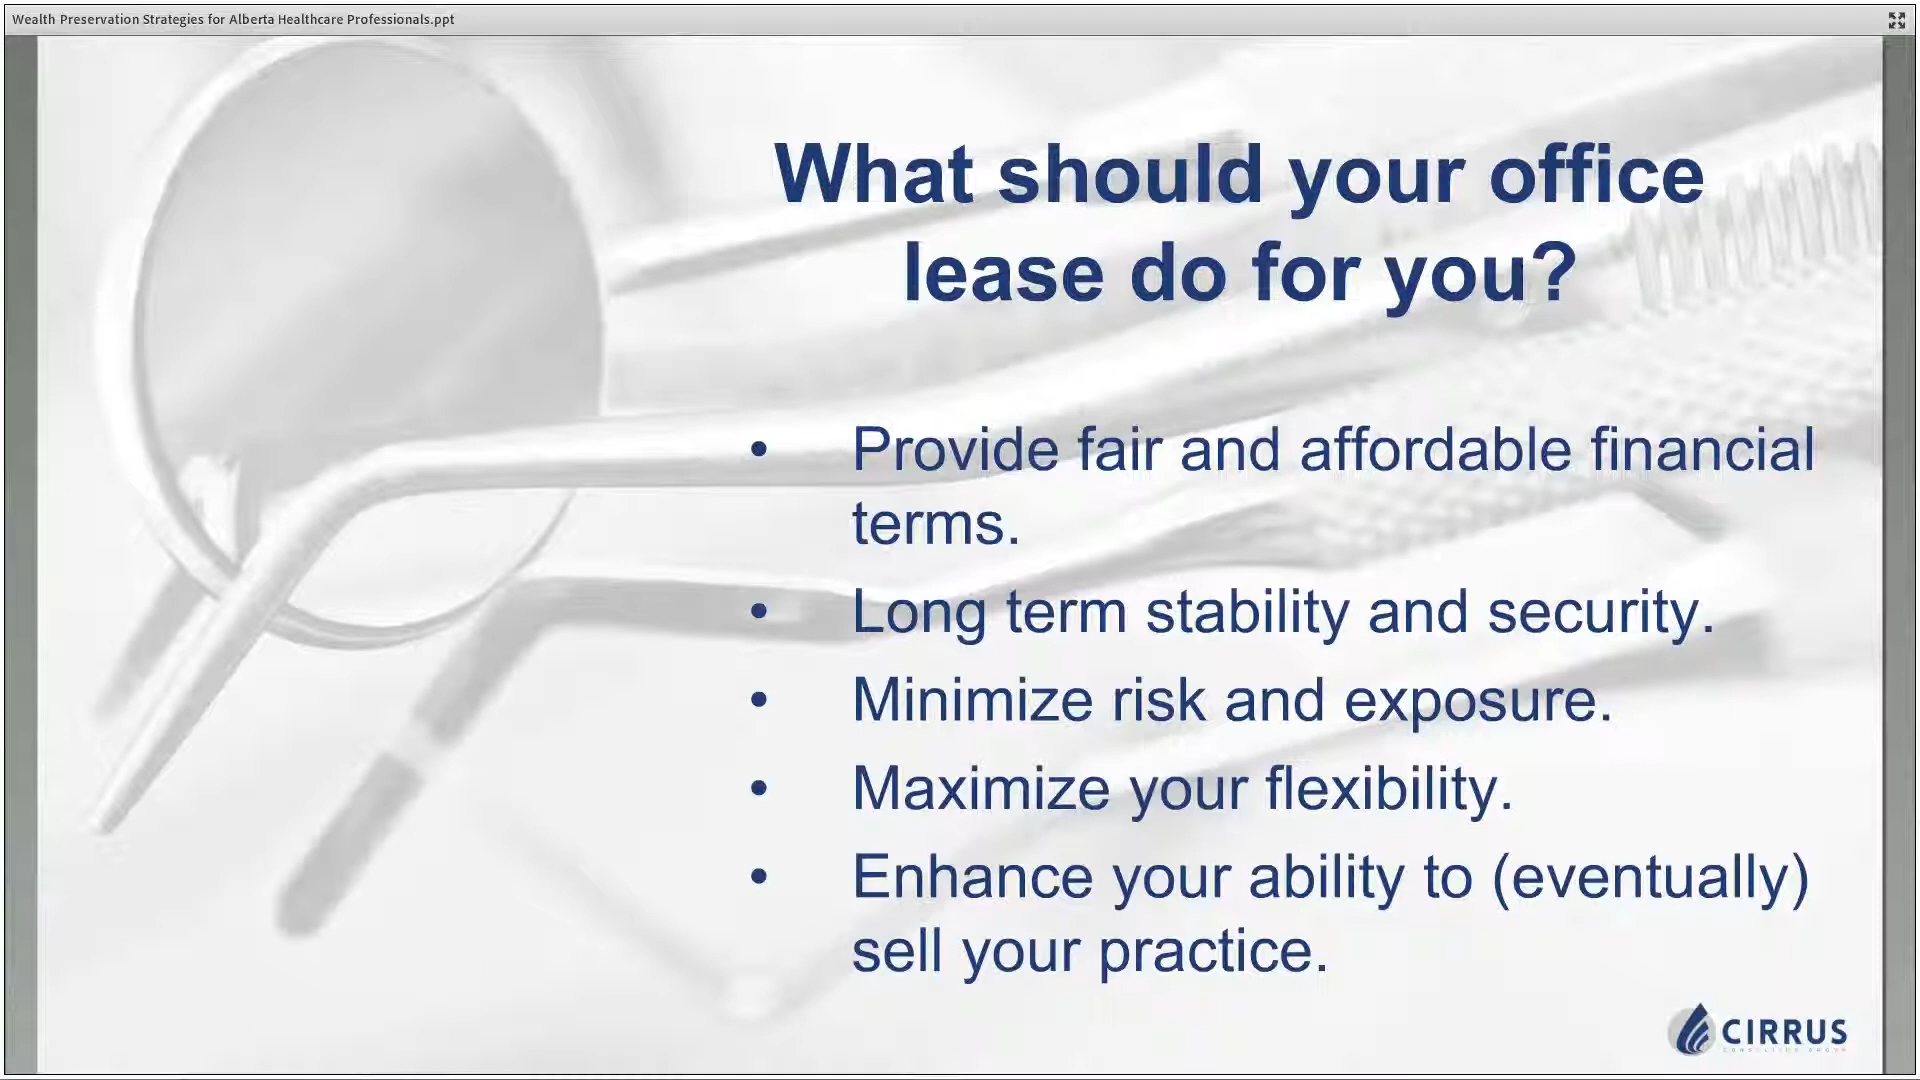 Wealth Preservation Strategies for Alberta Healthcare Professionals.ppt
What should your office
lease do for you?
• Provide fair and affordable financial
terms.
• Long term stability and security.
• Minimize risk and exposure.
• Maximize your flexibility.
• Enhance your ability to (eventually)
sell your practice.
CIRRUS